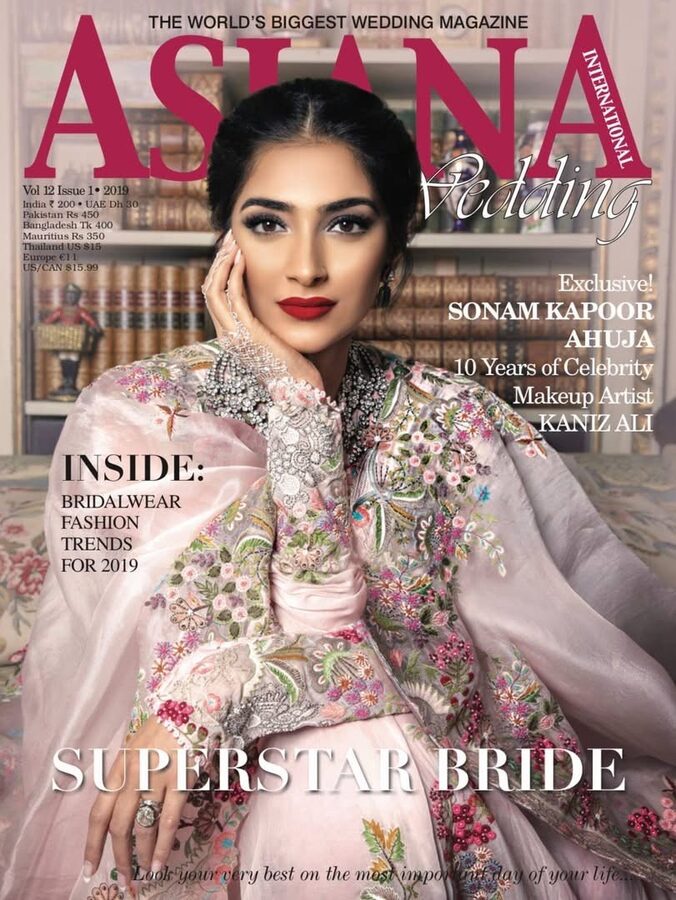 THE WORLD'S BIGGEST WEDDING MAGAZINE
ASIANA
INTERNATIONAL
Wedding
Vol 12 Issue 1 • 2019
India ₹ 200 • UAE Dh 30
Pakistan Rs 450
Bangladesh Tk 400
Mauritius Rs 350
Thailand US $15
Europe €11
US/CAN $15.99
Exclusive!
SONAM KAPOOR
AHUJA
10 Years of Celebrity
Makeup Artist
KANIZ ALI
INSIDE:
BRIDALWEAR
FASHION
TRENDS
FOR 2019
SUPERSTAR BRIDE
Look your very best on the most important day of your life...